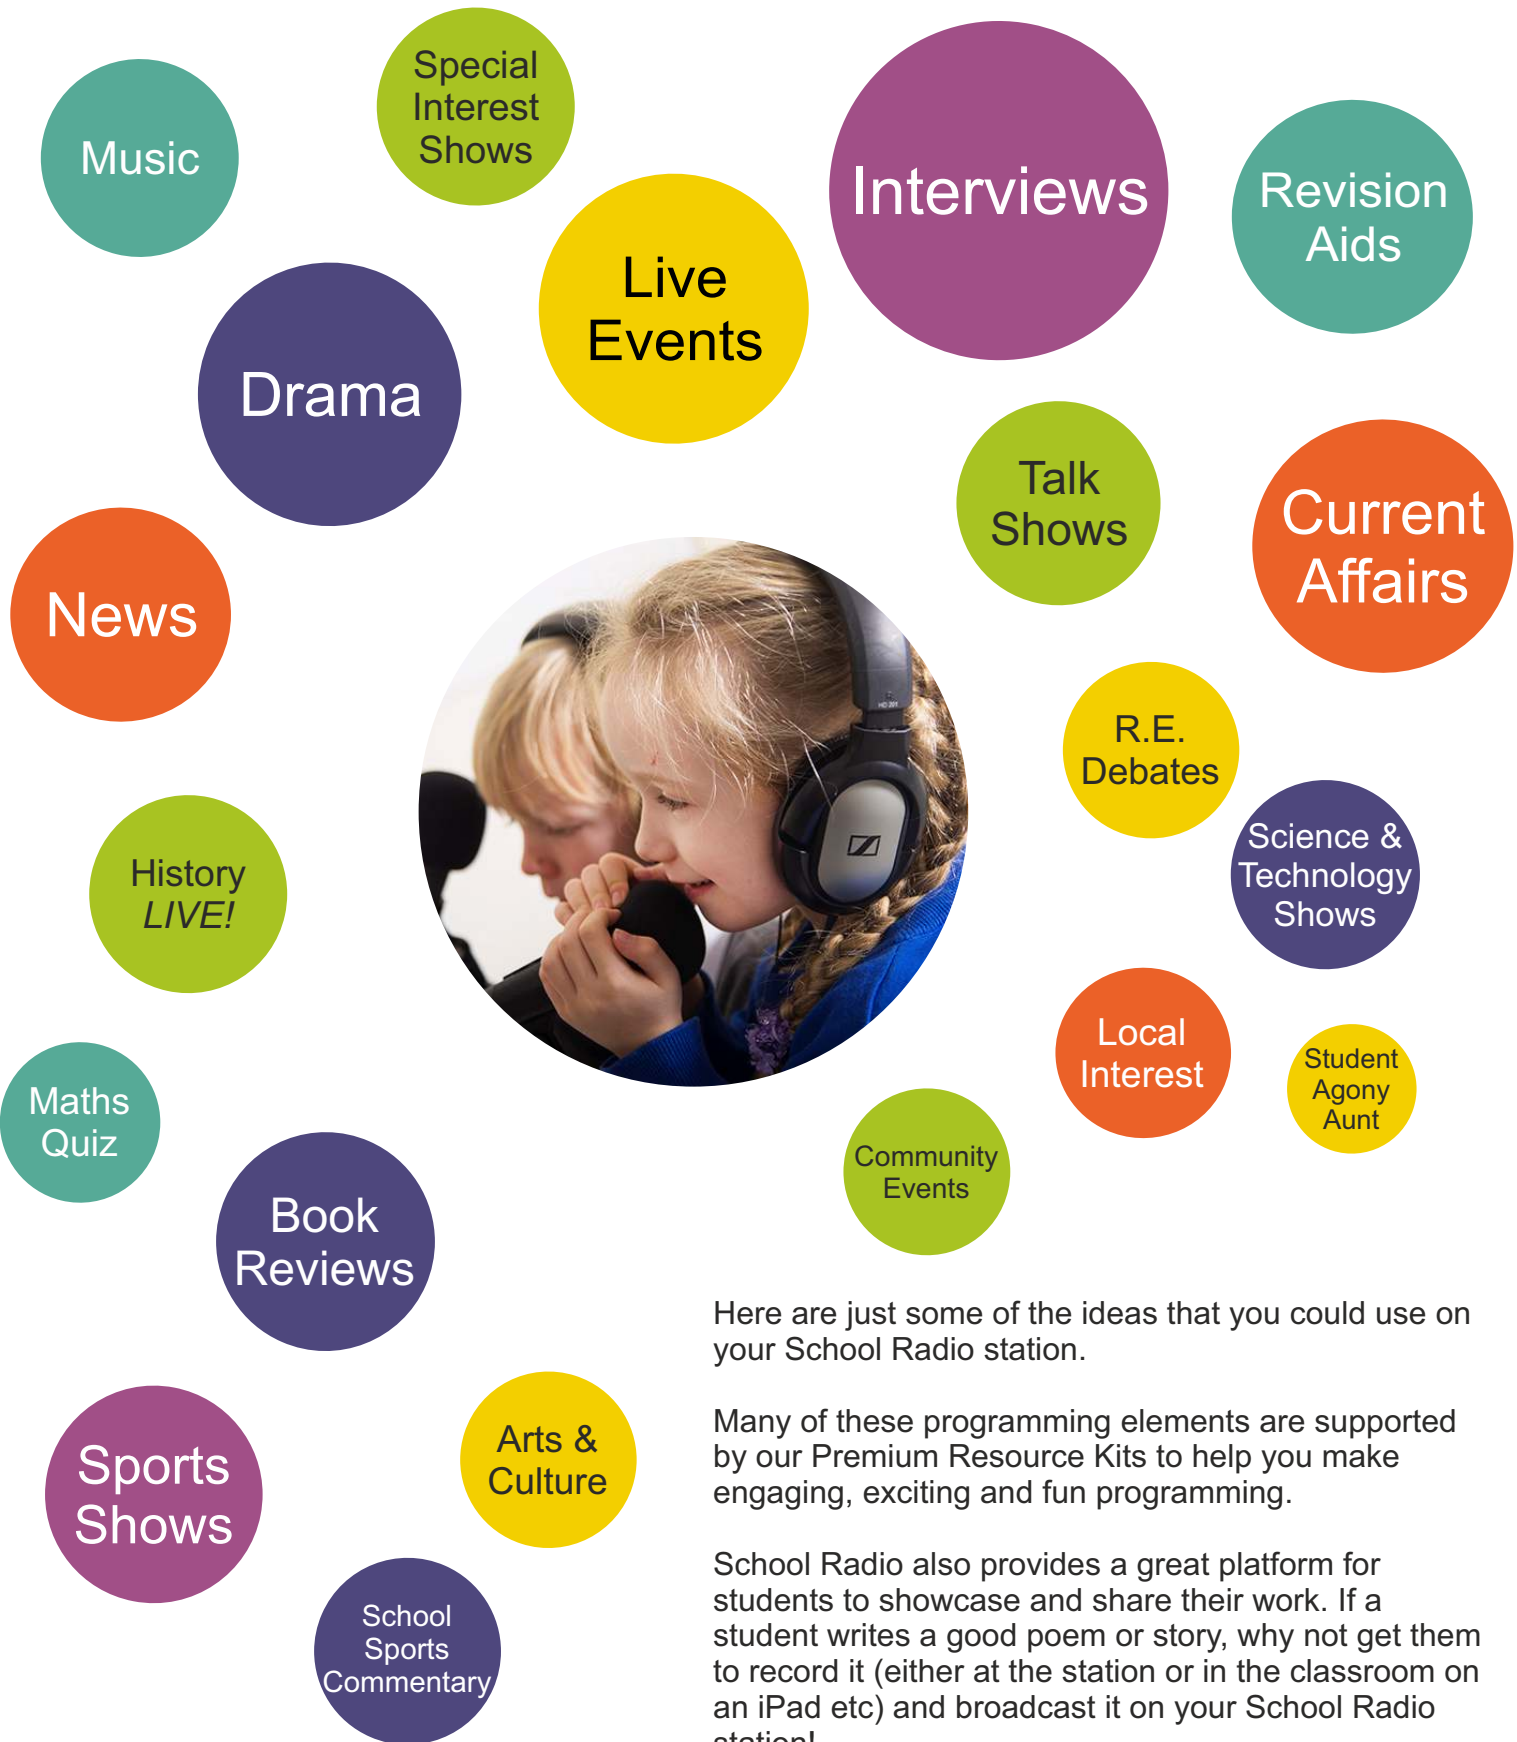 Special
Interest
Shows
Music
Interviews
Revision
Aids
Live
Events
Drama
Talk
Shows
Current
Affairs
News
HD 201
R.E.
Debates
Science &
Technology
Shows
History
LIVE!
Local
Interest
Student
Agony
Aunt
Maths
Quiz
Community
Events
Book
Reviews
Here are just some of the ideas that you could use on
your School Radio station.
Many of these programming elements are supported
by our Premium Resource Kits to help you make
engaging, exciting and fun programming.
Arts &
Culture
Sports
Shows
School Radio also provides a great platform for
students to showcase and share their work. If a
student writes a good poem or story, why not get them
to record it (either at the station or in the classroom on
an iPad etc) and broadcast it on your School Radio
station!
School
Sports
Commentary